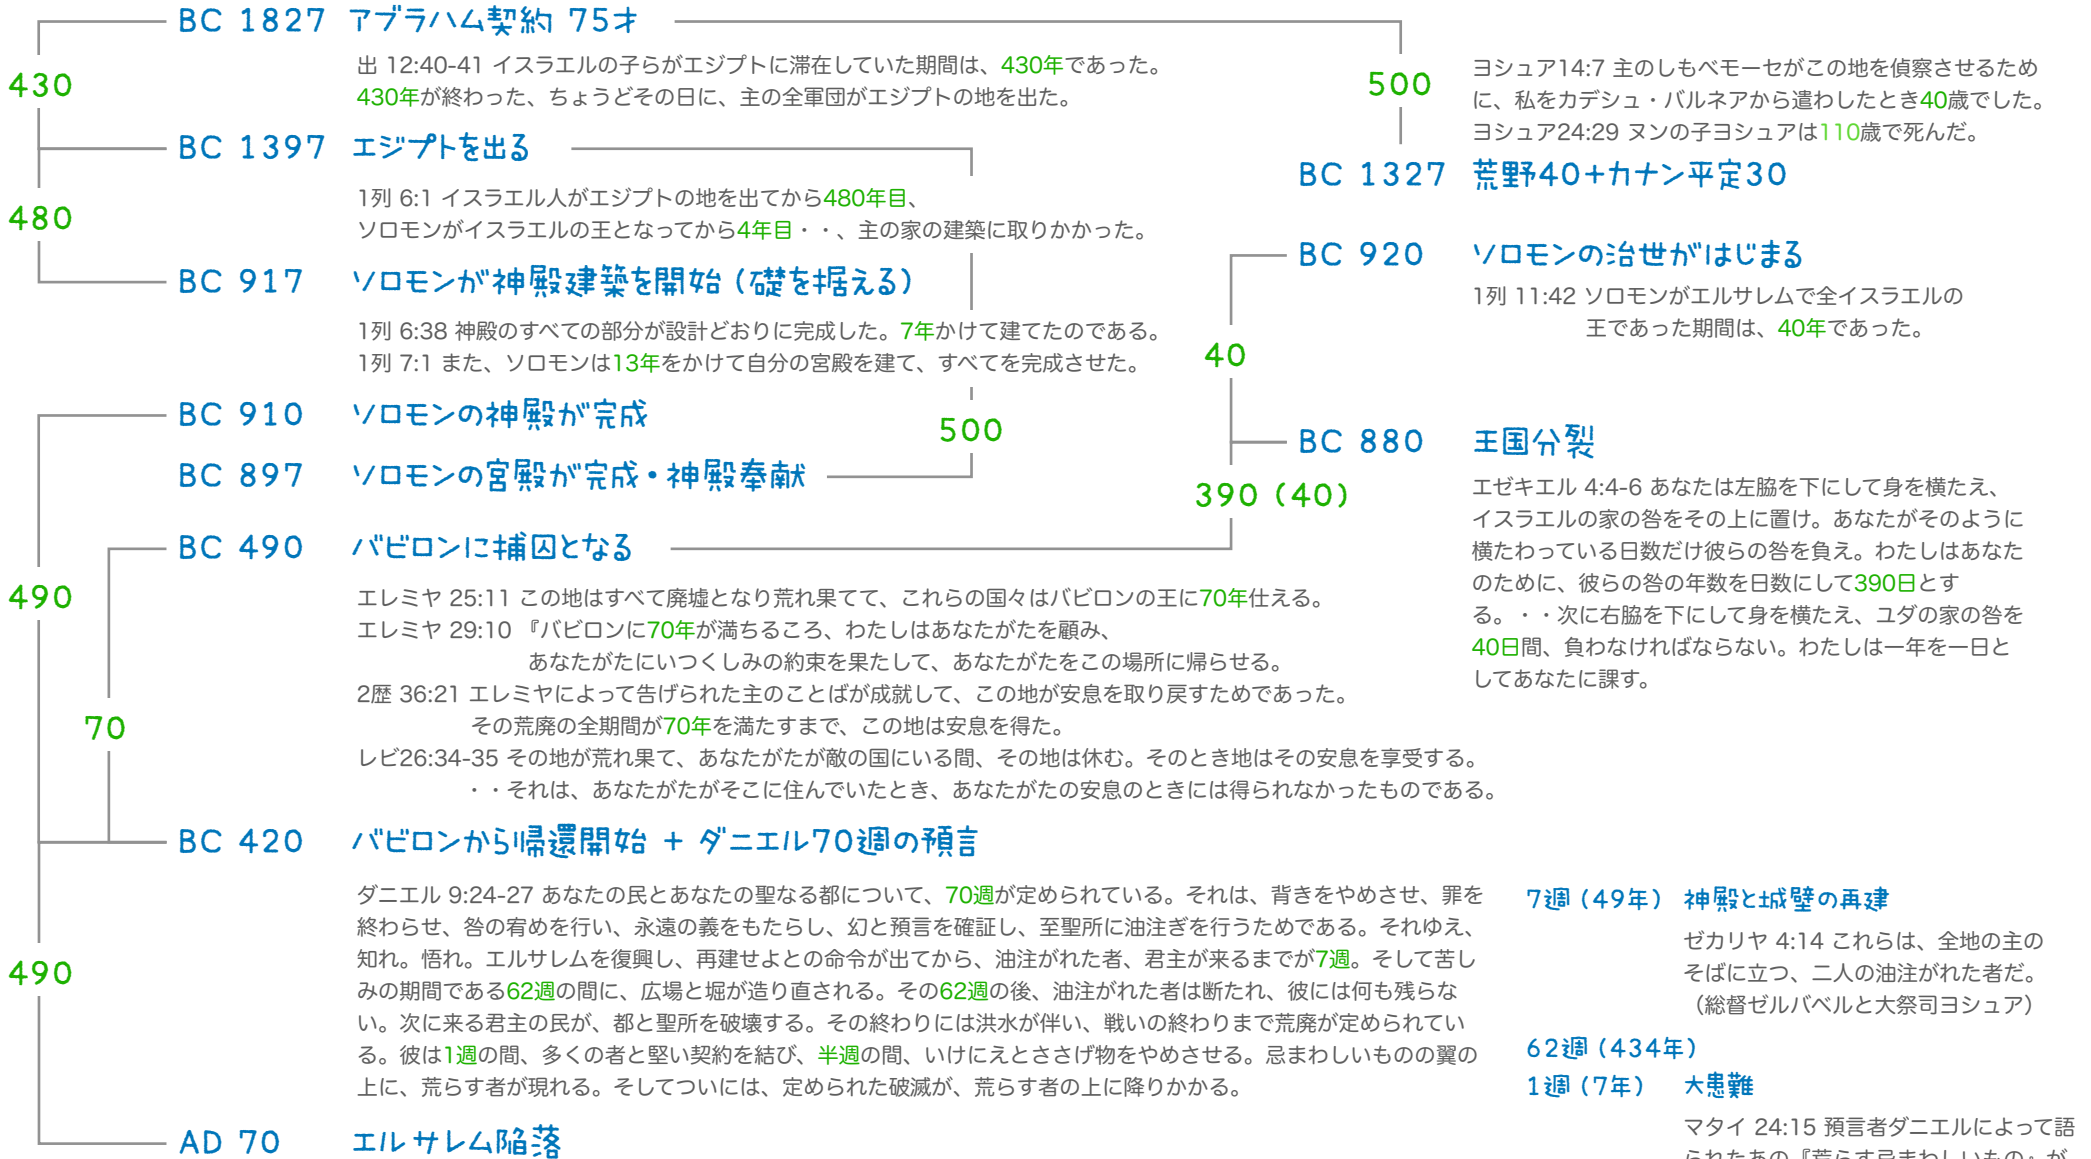 BC 1827 アブラハム契約 75才
出 12:40-41 イスラエルの子らがエジプトに滞在していた期間は、430年であった。
430年が終わった、ちょうどその日に、主の全軍団がエジプトの地を出た。
430
BC 1397 エジプトを出る
1列 6:1 イスラエル人がエジプトの地を出てから480年目、
ソロモンがイスラエルの王となってから4年目・・、主の家の建築に取りかかった。
480
BC 917 ソロモンが神殿建築を開始（礎を据える）
1列 6:38 神殿のすべての部分が設計どおりに完成した。7年かけて建てたのである。
1列 7:1 また、ソロモンは13年をかけて自分の宮殿を建て、すべてを完成させた。
BC 910 ソロモンの神殿が完成
500
BC 897 ソロモンの宮殿が完成・神殿奉献
BC 490 バビロンに捕囚となる
490
エレミヤ 25:11 この地はすべて廃墟となり荒れ果てて、これらの国々はバビロンの王に70年仕える。
エレミヤ 29:10 『バビロンに70年が満ちるころ、わたしはあなたがたを顧み、
あなたがたにいつくしみの約束を果たして、あなたがたをこの場所に帰らせる。
2歴 36:21 エレミヤによって告げられた主のことばが成就して、この地が安息を取り戻すためであった。
その荒廃の全期間が70年を満たすまで、この地は安息を得た。
70
レビ26:34-35 その地が荒れ果て、あなたがたが敵の国にいる間、その地は休む。そのとき地はその安息を享受する。
・・それは、あなたがたがそこに住んでいたとき、あなたがたの安息のときには得られなかったものである。
BC 420 バビロンから帰還開始 + ダニエル70週の預言
ダニエル 9:24-27 あなたの民とあなたの聖なる都について、70週が定められている。それは、背きをやめさせ、罪を
終わらせ、咎の宥めを行い、永遠の義をもたらし、幻と預言を確証し、至聖所に油注ぎを行うためである。それゆえ、
知れ。悟れ。エルサレムを復興し、再建せよとの命令が出てから、油注がれた者、君主が来るまでが7週。そして苦し
みの期間である62週の間に、広場と堀が造り直される。その62週の後、油注がれた者は断たれ、彼には何も残らな
い。次に来る君主の民が、都と聖所を破壊する。その終わりには洪水が伴い、戦いの終わりまで荒廃が定められてい
る。彼は1週の間、多くの者と堅い契約を結び、半週の間、いけにえとささげ物をやめさせる。忌まわしいものの翼の
上に、荒らす者が現れる。そしてついには、定められた破滅が、荒らす者の上に降りかかる。
490
AD 70 エルサレム陥落
500
ヨシュア14:7 主のしもべモーセがこの地を偵察させるため
に、私をカデシュ・バルネアから遣わしたとき40歳でした。
ヨシュア24:29 ヌンの子ヨシュアは110歳で死んだ。
BC 1327 荒野40+カナン平定30
BC 920 ソロモンの治世がはじまる
1列 11:42 ソロモンがエルサレムで全イスラエルの
王であった期間は、40年であった。
40
BC 880 王国分裂
390（40）
エゼキエル 4:4-6 あなたは左脇を下にして身を横たえ、
イスラエルの家の咎をその上に置け。あなたがそのように
横たわっている日数だけ彼らの咎を負え。わたしはあなた
のために、彼らの咎の年数を日数にして390日とす
る。・・次に右脇を下にして身を横たえ、ユダの家の咎を
40日間、負わなければならない。わたしは一年を一日と
してあなたに課す。
7週（49年） 神殿と城壁の再建
ゼカリヤ 4:14 これらは、全地の主の
そばに立つ、二人の油注がれた者だ。
（総督ゼルバベルと大祭司ヨシュア）
62週（434年）
1週（7年） 大患難
マタイ 24:15 預言者ダニエルによって語
られたあの『荒らす忌まわしいもの』が